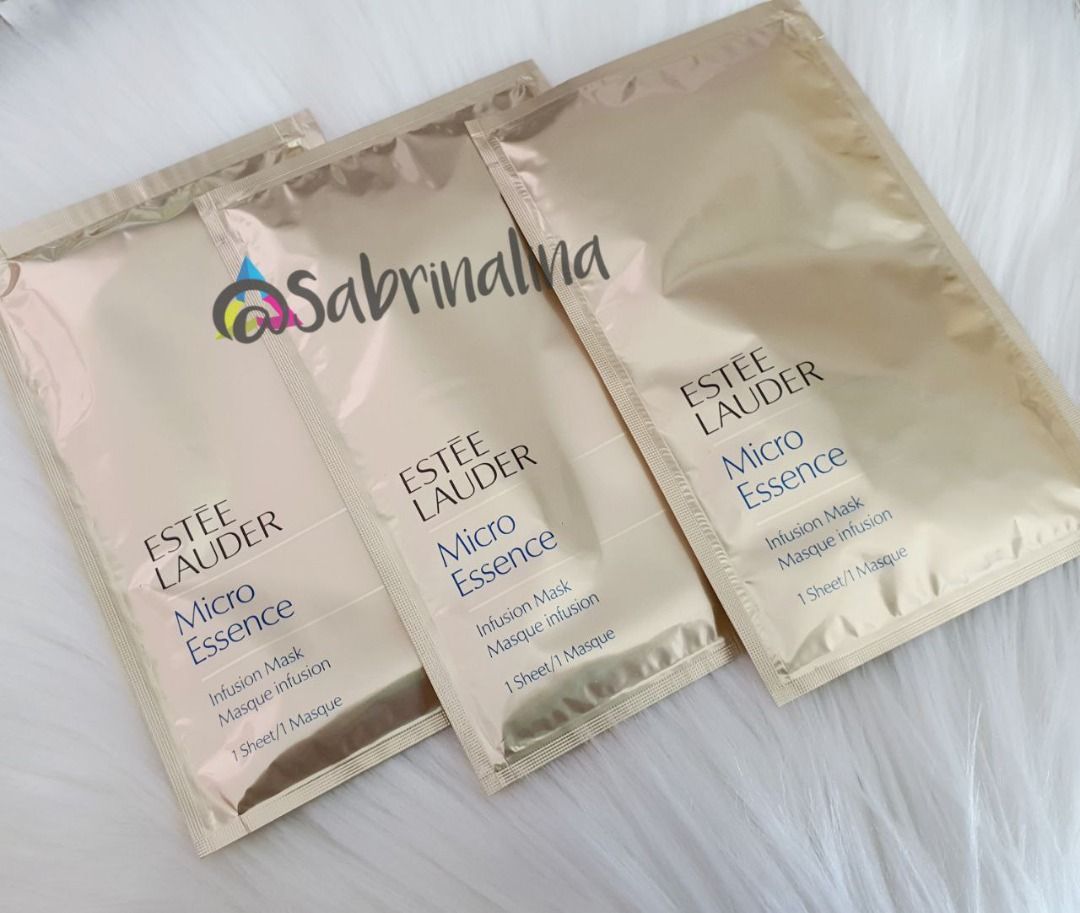 @Sabrinalina
ESTĒE
LAUDER
Micro
Essence
Infusion Mask
Masque infusion
1 Sheet/1 Masque
ESTĒE
LAUDER
Micro
Essence
Infusion Mask
Masque infusion
1 Sheet/1 Masque
ESTĒE
LAUDER
Micro
Essence
Infusion Mask
Masque infusion
1 Sheet/1 Masque